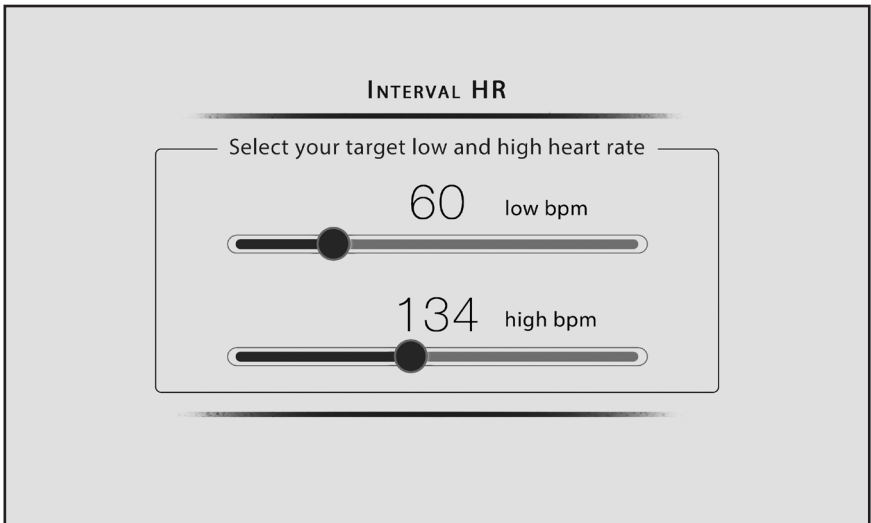 INTERVAL HR
Select your target low and high heart rate
60 low bpm
134 high bpm